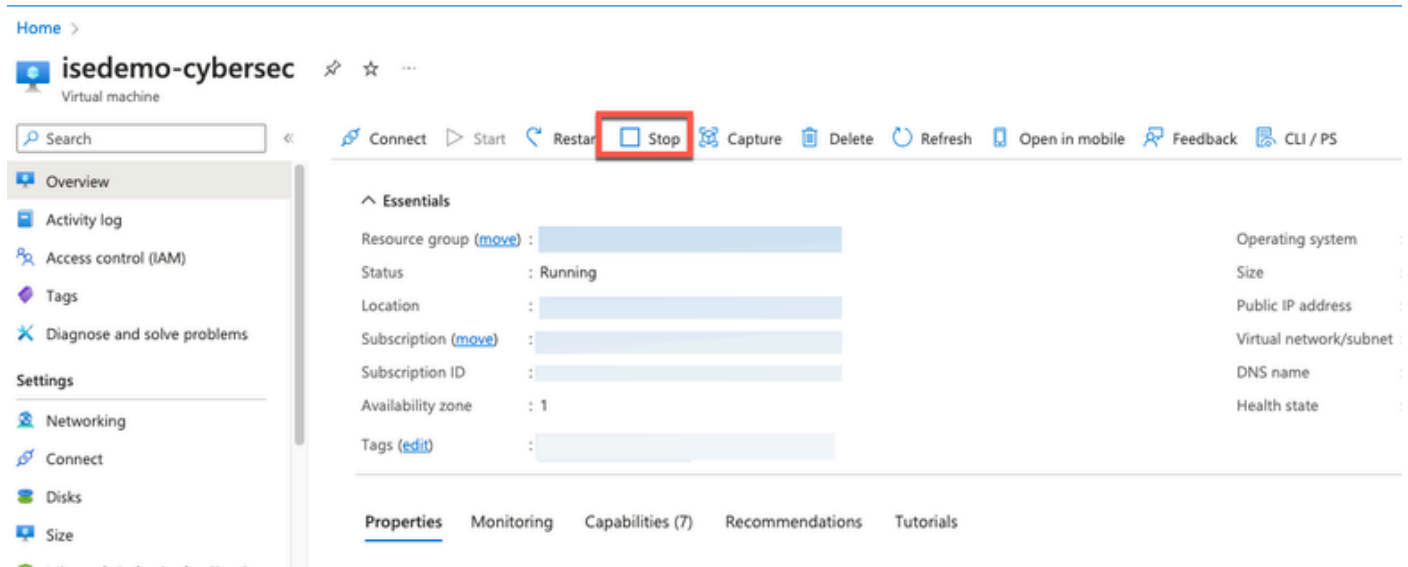 Home >
isedemo-cybersec
Virtual machine
Search
Connect Start Restar Stop Capture Delete Refresh Open in mobile Feedback CLI / PS
Overview
Activity log
Access control (IAM)
Tags
Diagnose and solve problems
Settings
Networking
Connect
Disks
Size
Essentials
Resource group (move) :
Status : Running
Location :
Subscription (move) :
Subscription ID :
Availability zone : 1
Tags (edit) :
Operating system :
Size :
Public IP address :
Virtual network/subnet :
DNS name :
Health state :
Properties Monitoring Capabilities (7) Recommendations Tutorials